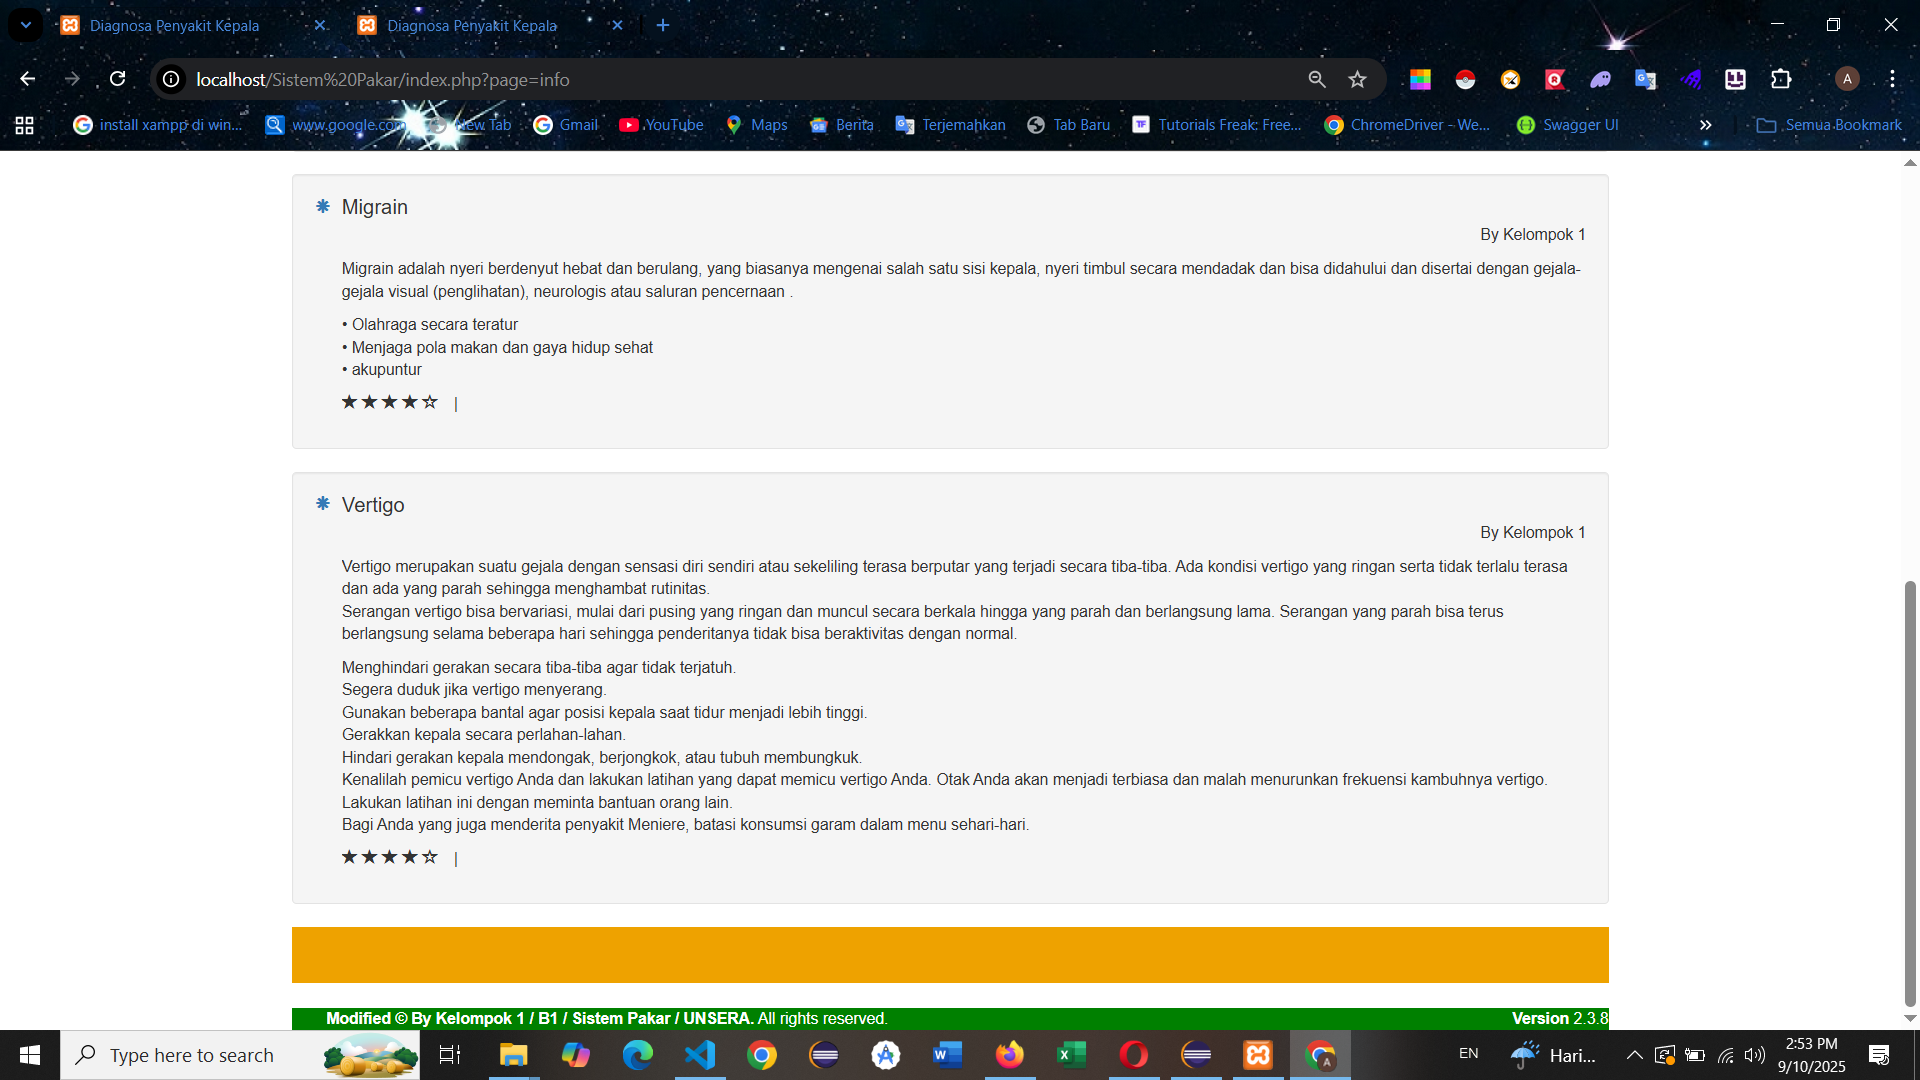 Diagnosa Penyakit Kepala
Diagnosa Penyakit Kepala
localhost/Sistem%20Pakar/index.php?page=info
A
install xampp di win...
www.google.com
New Tab
Gmail
YouTube
Maps
Berita
Terjemahkan
Tab Baru
Tutorials Freak: Free...
ChromeDriver - We...
Swagger UI
Semua Bookmark
Migrain
By Kelompok 1
Migrain adalah nyeri berdenyut hebat dan berulang, yang biasanya mengenai salah satu sisi kepala, nyeri timbul secara mendadak dan bisa didahului dan disertai dengan gejala-
gejala visual (penglihatan), neurologis atau saluran pencernaan .
• Olahraga secara teratur
• Menjaga pola makan dan gaya hidup sehat
• akupuntur
★★★★☆ |
Vertigo
By Kelompok 1
Vertigo merupakan suatu gejala dengan sensasi diri sendiri atau sekeliling terasa berputar yang terjadi secara tiba-tiba. Ada kondisi vertigo yang ringan serta tidak terlalu terasa
dan ada yang parah sehingga menghambat rutinitas.
Serangan vertigo bisa bervariasi, mulai dari pusing yang ringan dan muncul secara berkala hingga yang parah dan berlangsung lama. Serangan yang parah bisa terus
berlangsung selama beberapa hari sehingga penderitanya tidak bisa beraktivitas dengan normal.
Menghindari gerakan secara tiba-tiba agar tidak terjatuh.
Segera duduk jika vertigo menyerang.
Gunakan beberapa bantal agar posisi kepala saat tidur menjadi lebih tinggi.
Gerakkan kepala secara perlahan-lahan.
Hindari gerakan kepala mendongak, berjongkok, atau tubuh membungkuk.
Kenalilah pemicu vertigo Anda dan lakukan latihan yang dapat memicu vertigo Anda. Otak Anda akan menjadi terbiasa dan malah menurunkan frekuensi kambuhnya vertigo.
Lakukan latihan ini dengan meminta bantuan orang lain.
Bagi Anda yang juga menderita penyakit Meniere, batasi konsumsi garam dalam menu sehari-hari.
★★★★☆ |
Modified © By Kelompok 1 / B1 / Sistem Pakar / UNSERA. All rights reserved.
Version 2.3.8
Type here to search
EN
Hari...
2:53 PM
9/10/2025